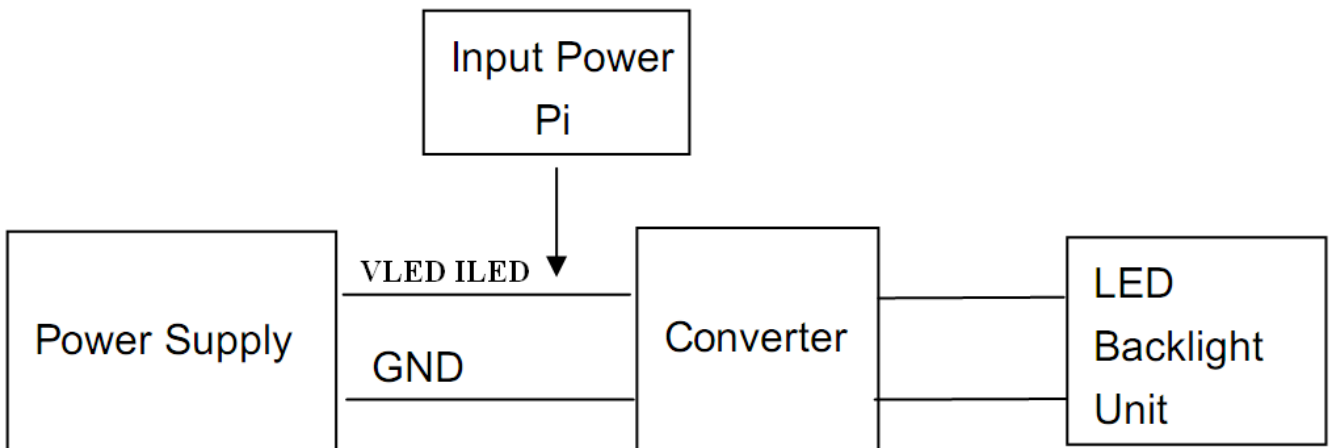 Input Power
Pi
VLED ILED
Power Supply
GND
Converter
LED
Backlight
Unit